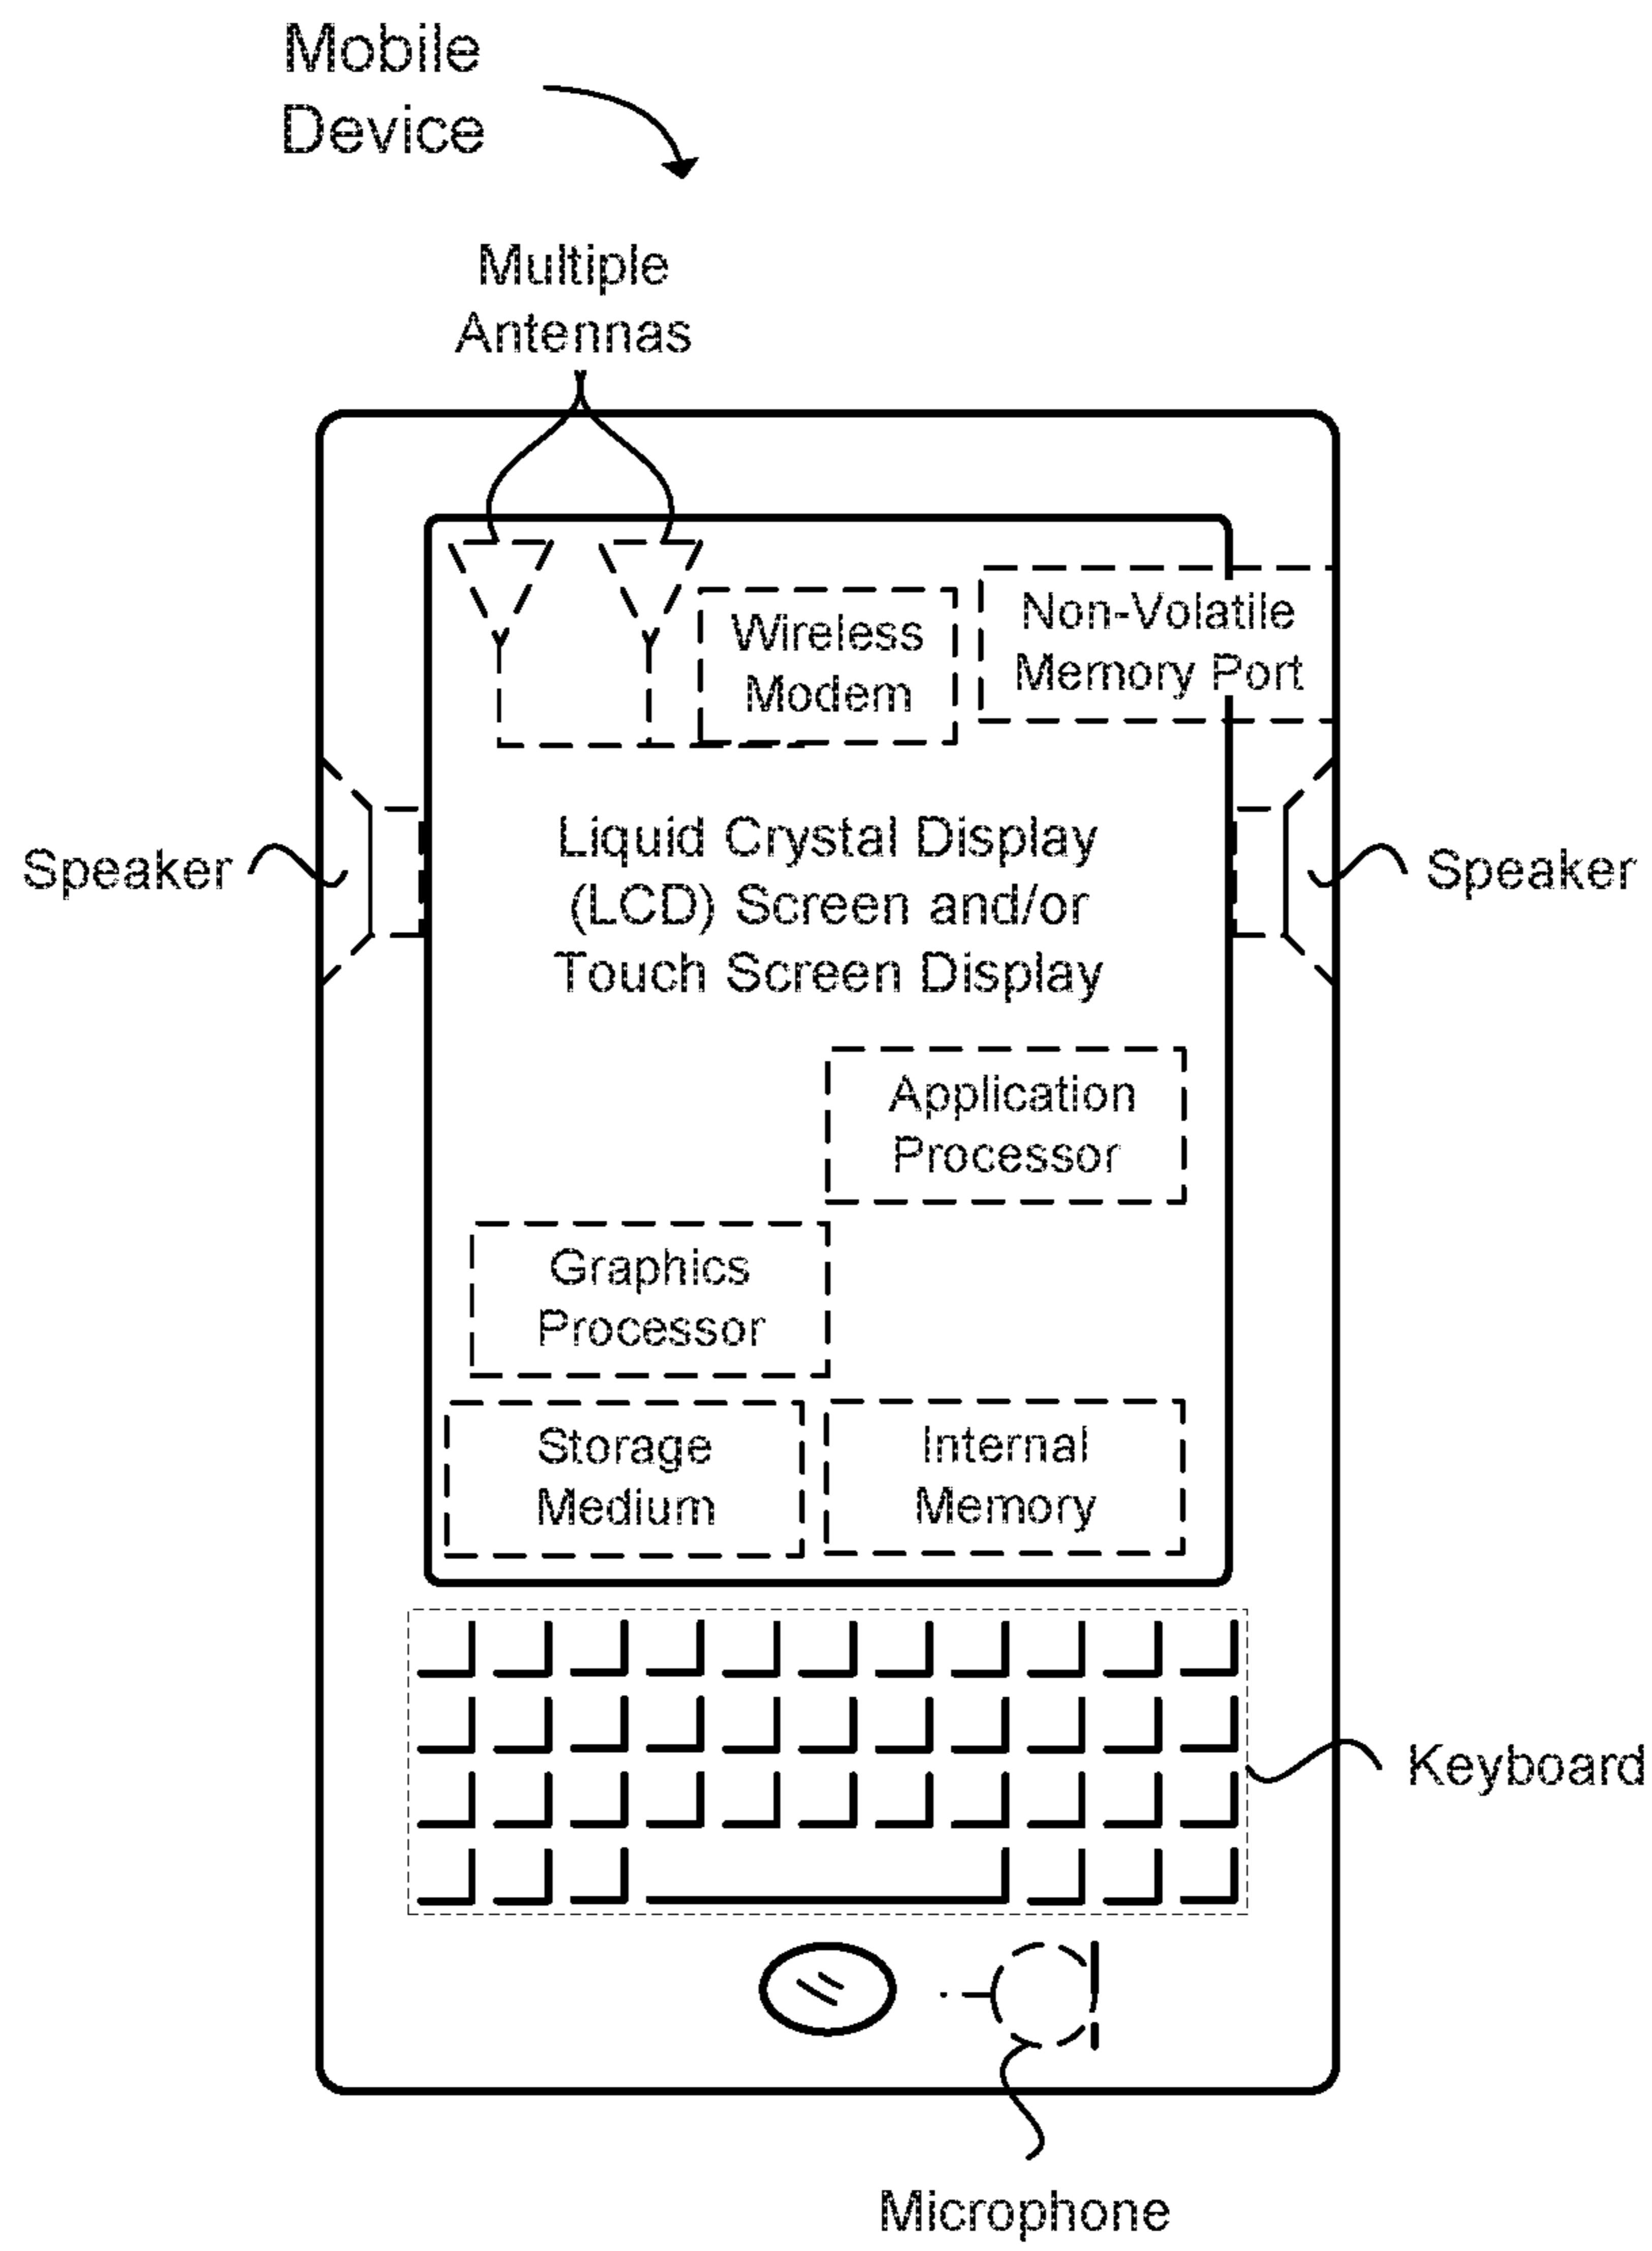 Mobile
Device
Multiple
Antennas
Wireless
Modem
Non-Volatile
Memory Port
Speaker
Liquid Crystal Display
(LCD) Screen and/or
Touch Screen Display
Speaker
Application
Processor
Graphics
Processor
Storage
Medium
Internal
Memory
Keyboard
Microphone